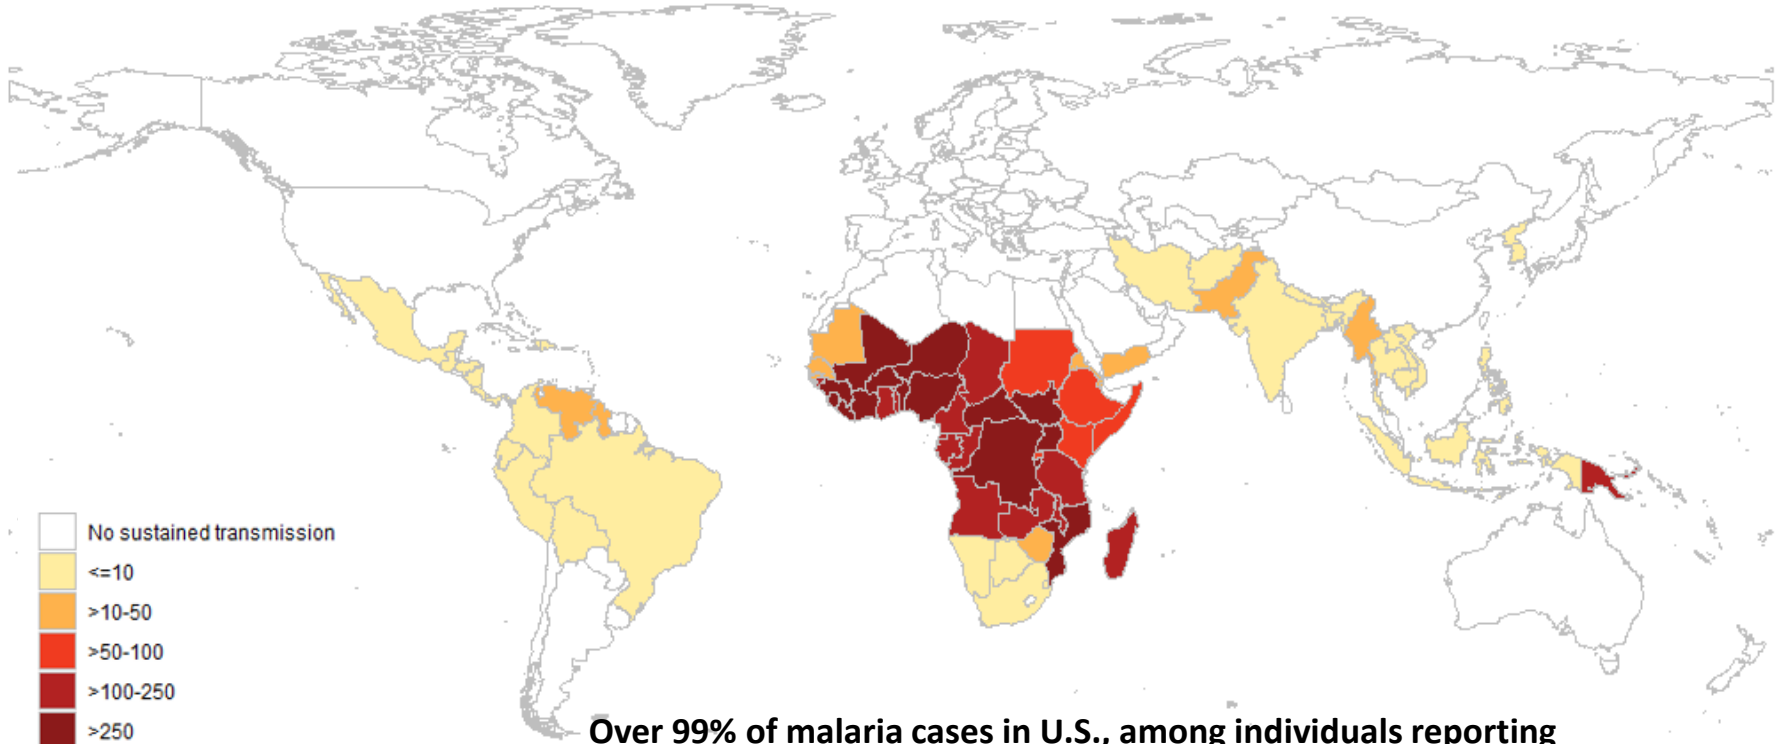 No sustained transmission
<=10
>10-50
>50-100
>100-250
>250
Over 99% of malaria cases in U.S., among individuals reporting